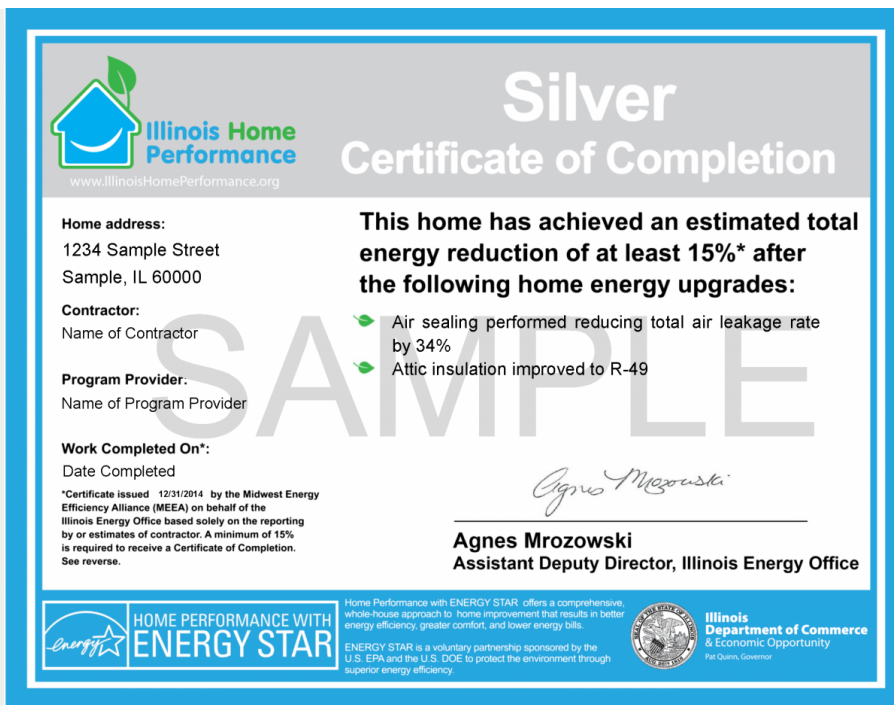 Silver
Certificate of Completion
Illinois Home
Performance
www.IllinoisHomePerformance.org
Home address:
1234 Sample Street
Sample, IL 60000
Contractor:
Name of Contractor
Program Provider:
Name of Program Provider
Work Completed On*:
Date Completed
*Certificate issued 12/31/2014 by the Midwest Energy
Efficiency Alliance (MEEA) on behalf of the
Illinois Energy Office based solely on the reporting
by or estimates of contractor. A minimum of 15%
is required to receive a Certificate of Completion.
See reverse.
This home has achieved an estimated total
energy reduction of at least 15%* after
the following home energy upgrades:
Air sealing performed reducing total air leakage rate
by 34%
Attic insulation improved to R-49
SAMPLE
Agnes Mrozowski
Agnes Mrozowski
Assistant Deputy Director, Illinois Energy Office
energy
HOME PERFORMANCE WITH
ENERGY STAR
Home Performance with ENERGY STAR offers a comprehensive,
whole-house approach to home improvement that results in better
energy efficiency, greater comfort, and lower energy bills.
ENERGY STAR is a voluntary partnership sponsored by the
U.S. EPA and the U.S. DOE to protect the environment through
superior energy efficiency.
SEAL OF THE STATE OF ILLINOIS
AUG. 26TH 1818
Illinois
Department of Commerce
& Economic Opportunity
Pat Quinn, Governor